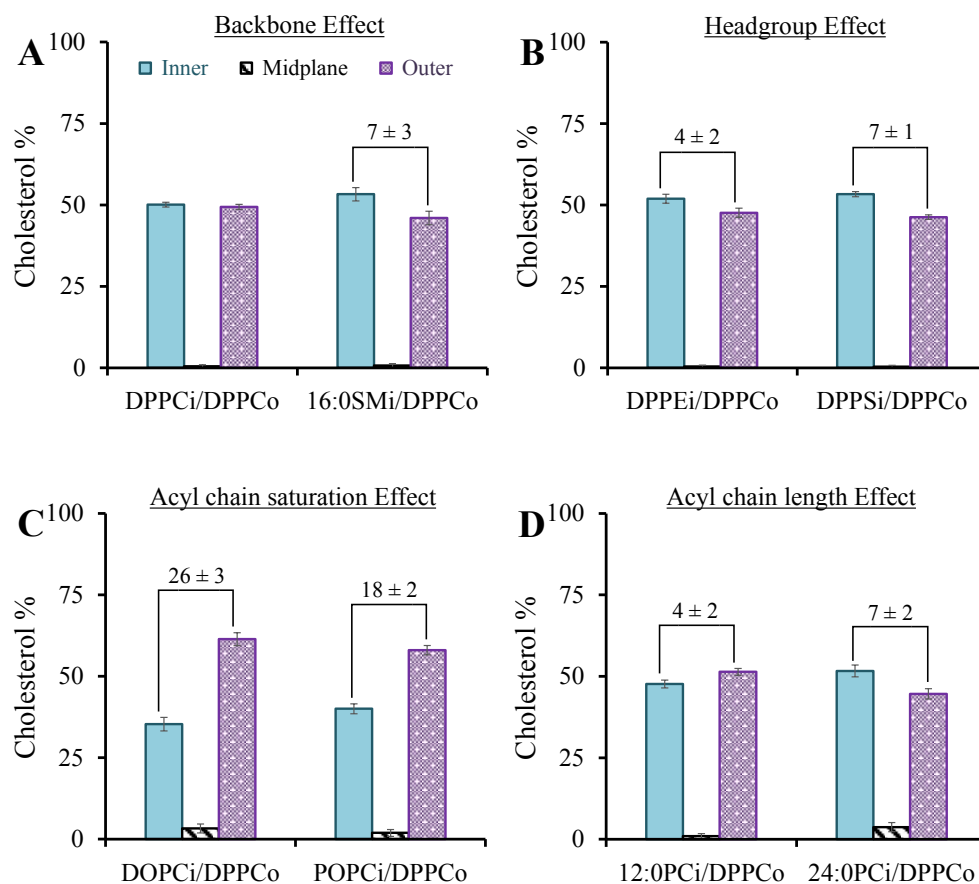 A
Backbone Effect
100
75
50
25
0
Cholesterol %
Inner
Midplane
Outer
7 ± 3
DPPCi/DPPCo
16:0SMi/DPPCo
B
Headgroup Effect
100
75
50
25
0
Cholesterol %
4 ± 2
7 ± 1
DPPEi/DPPCo
DPPSi/DPPCo
C
Acyl chain saturation Effect
100
75
50
25
0
Cholesterol %
26 ± 3
18 ± 2
DOPCi/DPPCo
POPCi/DPPCo
D
Acyl chain length Effect
100
75
50
25
0
Cholesterol %
4 ± 2
7 ± 2
12:0PCi/DPPCo
24:0PCi/DPPCo